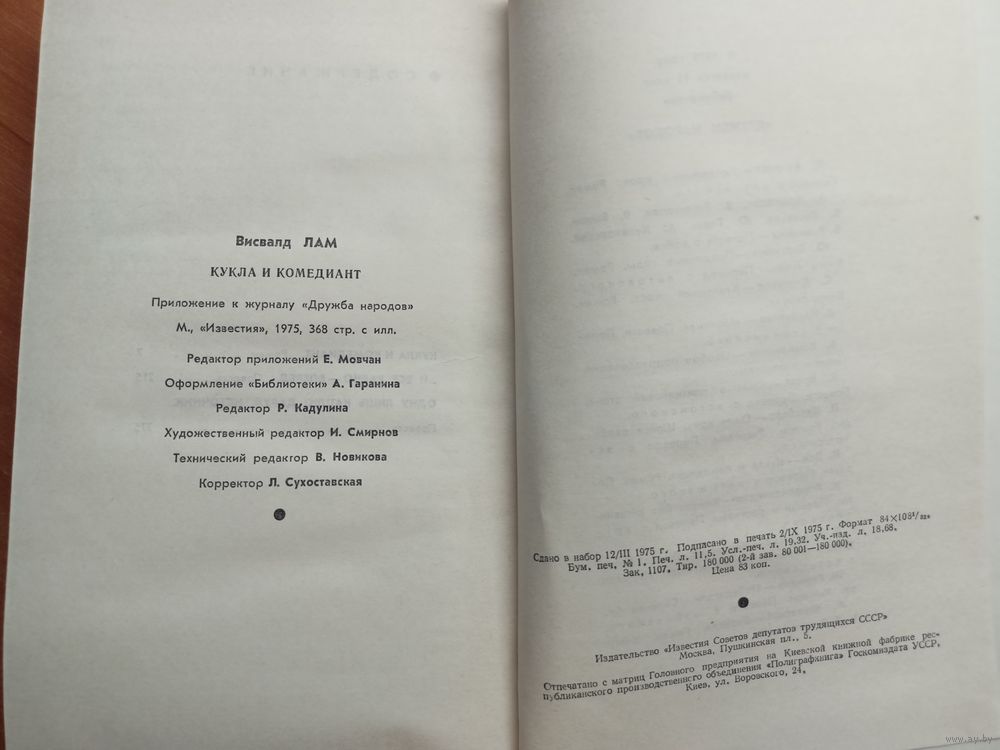 Висвалд ЛАМ
КУКЛА И КОМЕДИАНТ
Приложение к журналу «Дружба народов»
М., «Известия», 1975, 368 стр. с илл.
Редактор приложений Е. Мовчан
Оформление «Библиотеки» А. Гаранина
Редактор Р. Кадулина
Художественный редактор И. Смирнов
Технический редактор В. Новикова
Корректор Л. Сухоставская
Сдано в набор 12/III 1975 г. Подписано в печать 2/IX 1975 г. Формат 84×108¹/₃₂.
Бум. печ. № 1. Печ. л. 11,5. Усл.-печ. л. 19,32. Уч.-изд. л. 18,68.
Зак. 1107. Тир. 180 000 (2-й зав. 80 001—180 000).
Цена 83 коп.
Издательство «Известия Советов депутатов трудящихся СССР»
Москва, Пушкинская пл., 5.
Отпечатано с матриц Головного предприятия на Киевской книжной фабрике рес-
публиканского производственного объединения «Полиграфкнига» Госкомиздата УССР,
Киев, ул. Воровского, 24.
www.ay.by